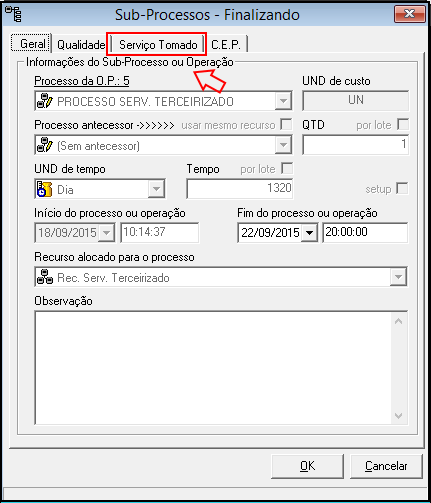 Sub-Processos - Finalizando
Geral Qualidade Serviço Tomado C.E.P.
Informações do Sub-Processo ou Operação
Processo da O.P.: 5 UND de custo
PROCESSO SERV. TERCEIRIZADO UN
Processo antecessor ->>>>>> usar mesmo recurso QTD por lote
(Sem antecessor) 1
UND de tempo Tempo por lote
Dia 1320 setup
Início do processo ou operação Fim do processo ou operação
18/09/2015 10:14:37 22/09/2015 20:00:00
Recurso alocado para o processo
Rec. Serv. Terceirizado
Observação
OK Cancelar